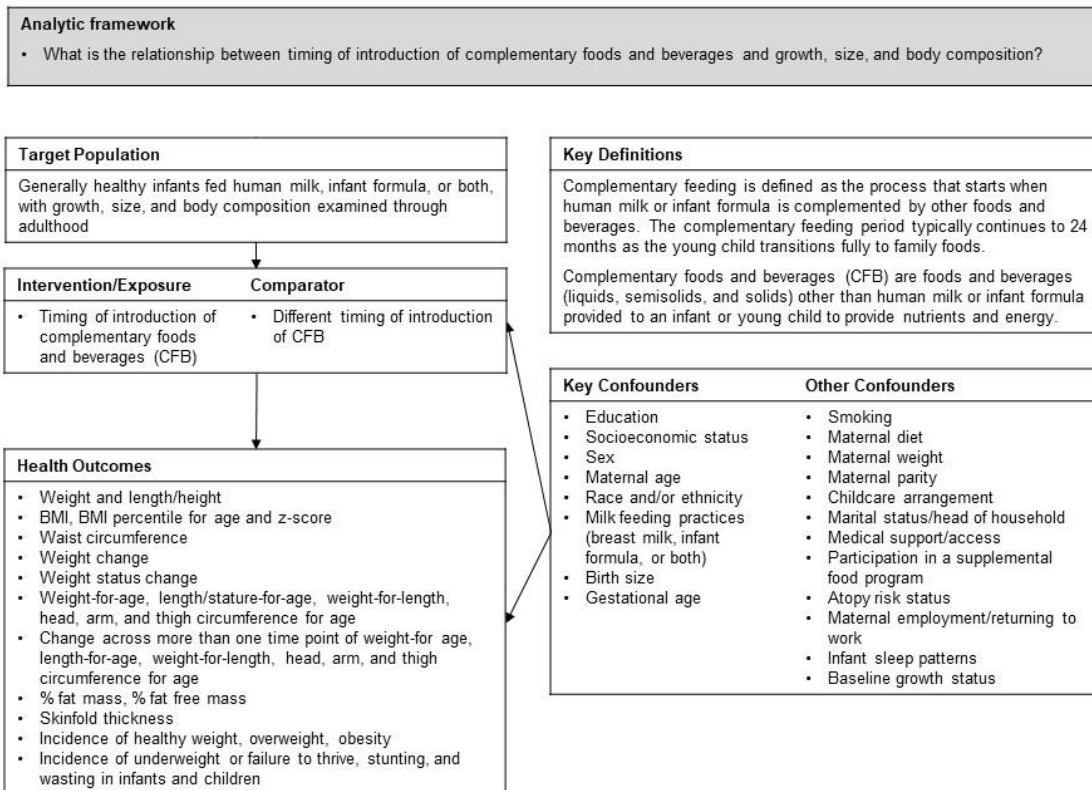 Analytic framework
• What is the relationship between timing of introduction of complementary foods and beverages and growth, size, and body composition?
Target Population
Generally healthy infants fed human milk, infant formula, or both,
with growth, size, and body composition examined through
adulthood
Intervention/Exposure
• Timing of introduction of
complementary foods
and beverages (CFB)
Comparator
• Different timing of introduction
of CFB
Health Outcomes
• Weight and length/height
• BMI, BMI percentile for age and z-score
• Waist circumference
• Weight change
• Weight status change
• Weight-for-age, length/stature-for-age, weight-for-length,
head, arm, and thigh circumference for age
• Change across more than one time point of weight-for age,
length-for-age, weight-for-length, head, arm, and thigh
circumference for age
• % fat mass, % fat free mass
• Skinfold thickness
• Incidence of healthy weight, overweight, obesity
• Incidence of underweight or failure to thrive, stunting, and
wasting in infants and children
Key Definitions
Complementary feeding is defined as the process that starts when
human milk or infant formula is complemented by other foods and
beverages. The complementary feeding period typically continues to 24
months as the young child transitions fully to family foods.
Complementary foods and beverages (CFB) are foods and beverages
(liquids, semisolids, and solids) other than human milk or infant formula
provided to an infant or young child to provide nutrients and energy.
Key Confounders
• Education
• Socioeconomic status
• Sex
• Maternal age
• Race and/or ethnicity
• Milk feeding practices
(breast milk, infant
formula, or both)
• Birth size
• Gestational age
Other Confounders
• Smoking
• Maternal diet
• Maternal weight
• Maternal parity
• Childcare arrangement
• Marital status/head of household
• Medical support/access
• Participation in a supplemental
food program
• Atopy risk status
• Maternal employment/returning to
work
• Infant sleep patterns
• Baseline growth status